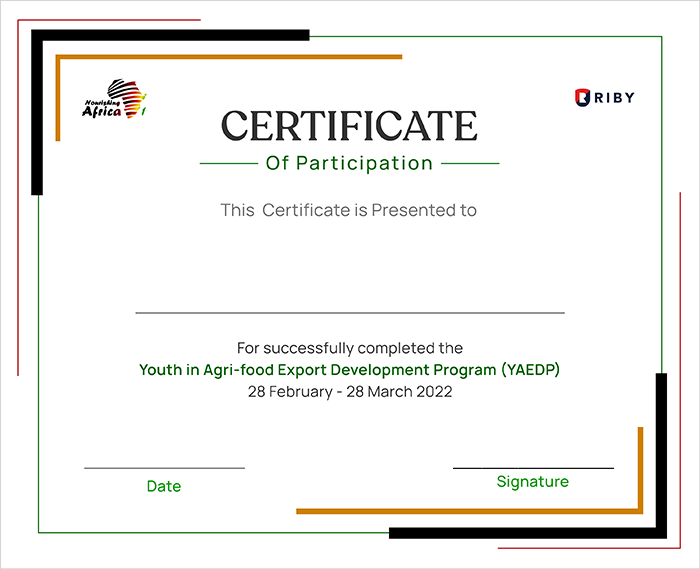 Nourishing
Africa
RIBY
CERTIFICATE
Of Participation
This Certificate is Presented to
For successfully completed the
Youth in Agri-food Export Development Program (YAEDP)
28 February - 28 March 2022
Date
Signature